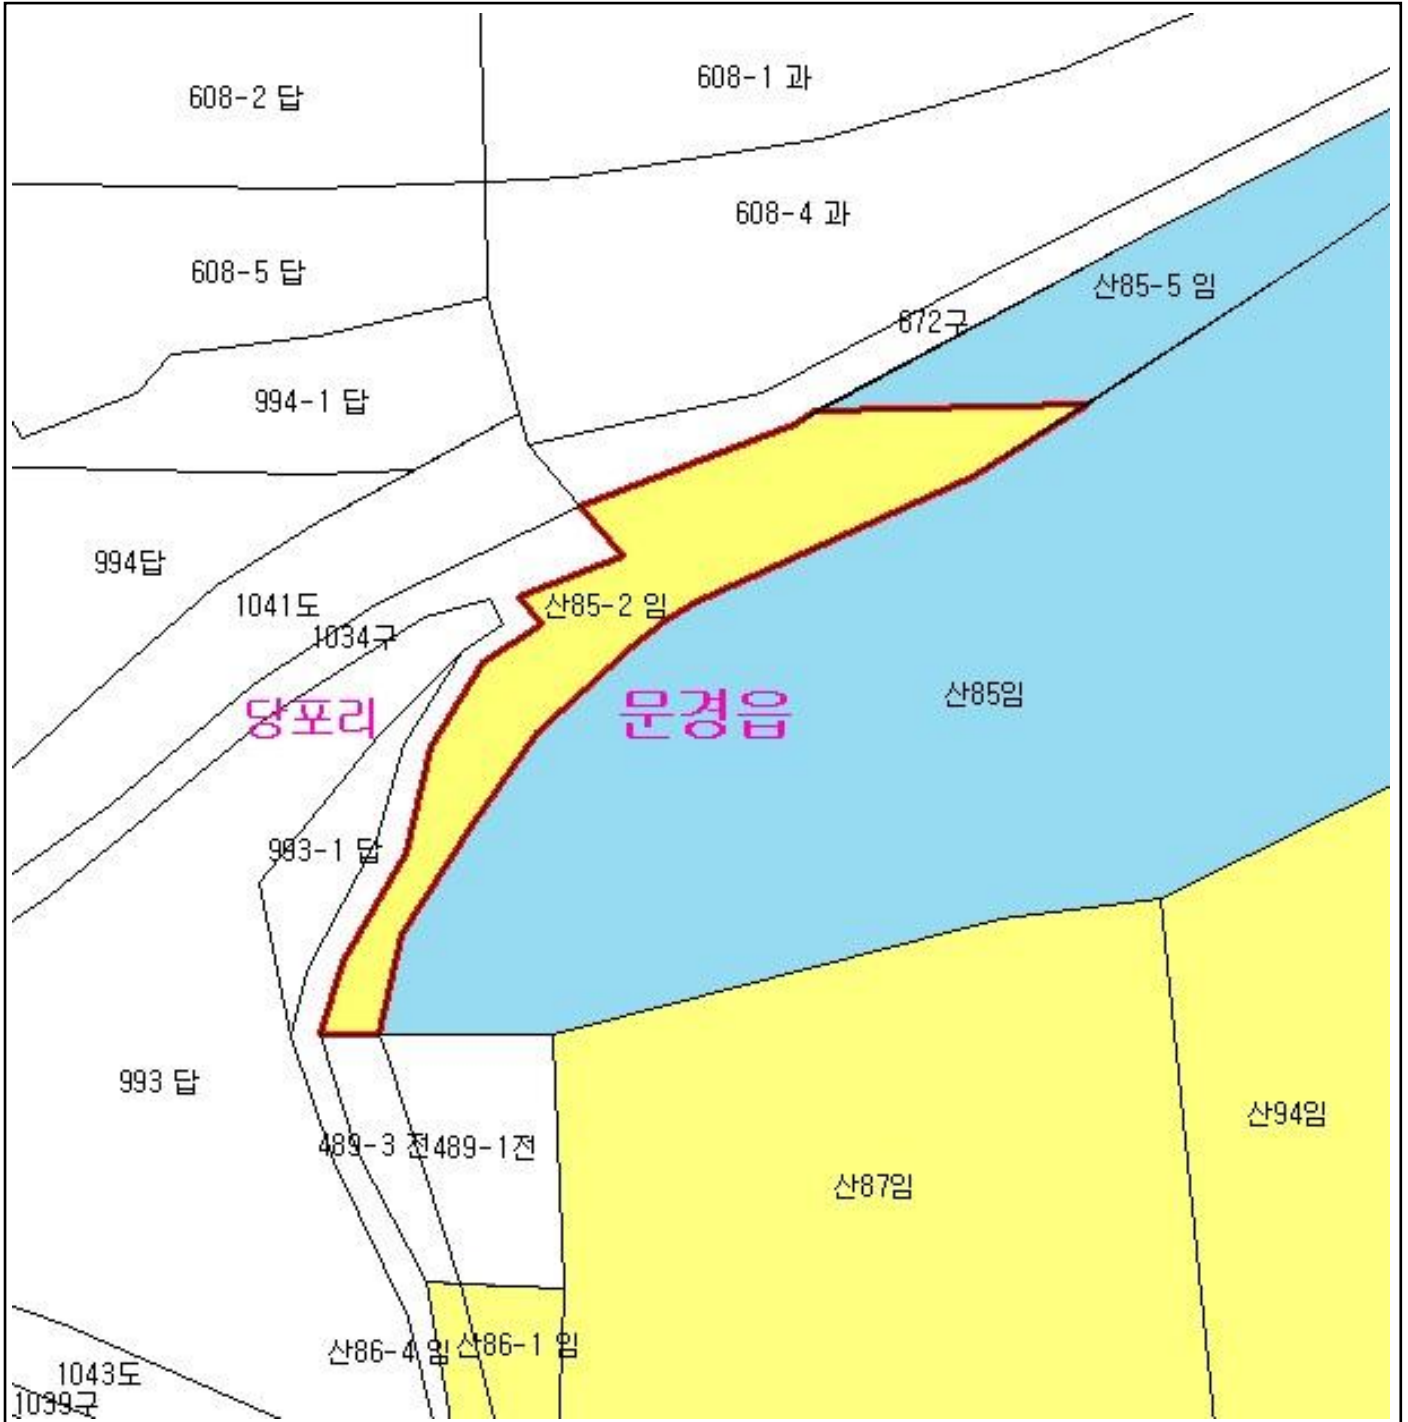 608-1 과
608-2 답
608-4 과
608-5 답
산85-5 임
872구
994-1 답
994답
1041도
산85-2 임
1034구
산85임
당포리
문경읍
993-1 답
993 답
산94임
489-3 전
489-1전
산87임
산86-4 임
산86-1 임
1043도
1039구